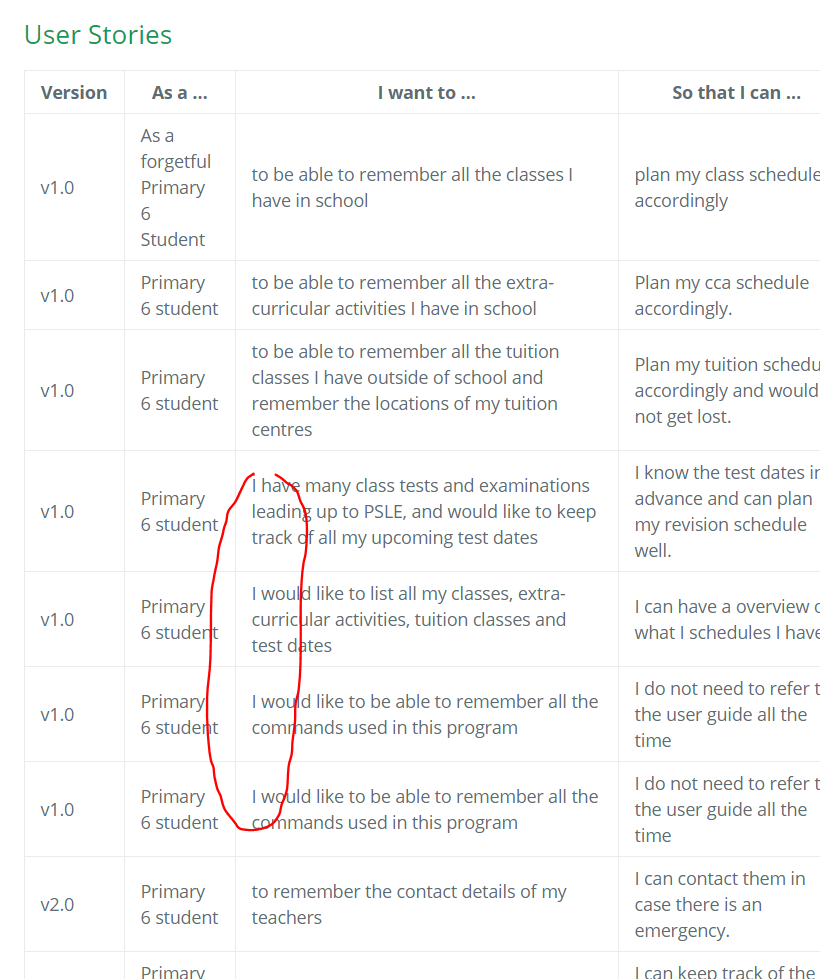 User Stories
Version As a ... I want to ... So that I can ...
v1.0
As a
forgetful
Primary
6
Student
to be able to remember all the classes I
have in school
plan my class schedule
accordingly
v1.0
Primary
6 student
to be able to remember all the extra-
curricular activities I have in school
Plan my cca schedule
accordingly.
v1.0
Primary
6 student
to be able to remember all the tuition
classes I have outside of school and
remember the locations of my tuition
centres
Plan my tuition schedu
accordingly and would
not get lost.
v1.0
Primary
6 student
I have many class tests and examinations
leading up to PSLE, and would like to keep
track of all my upcoming test dates
I know the test dates in
advance and can plan
my revision schedule
well.
v1.0
Primary
6 student
I would like to list all my classes, extra-
curricular activities, tuition classes and
test dates
I can have a overview o
what I schedules I have
v1.0
Primary
6 student
I would like to be able to remember all the
commands used in this program
I do not need to refer t
the user guide all the
time
v1.0
Primary
6 student
I would like to be able to remember all the
commands used in this program
I do not need to refer t
the user guide all the
time
v2.0
Primary
6 student
to remember the contact details of my
teachers
I can contact them in
case there is an
emergency.
Primary
I can keep track of the